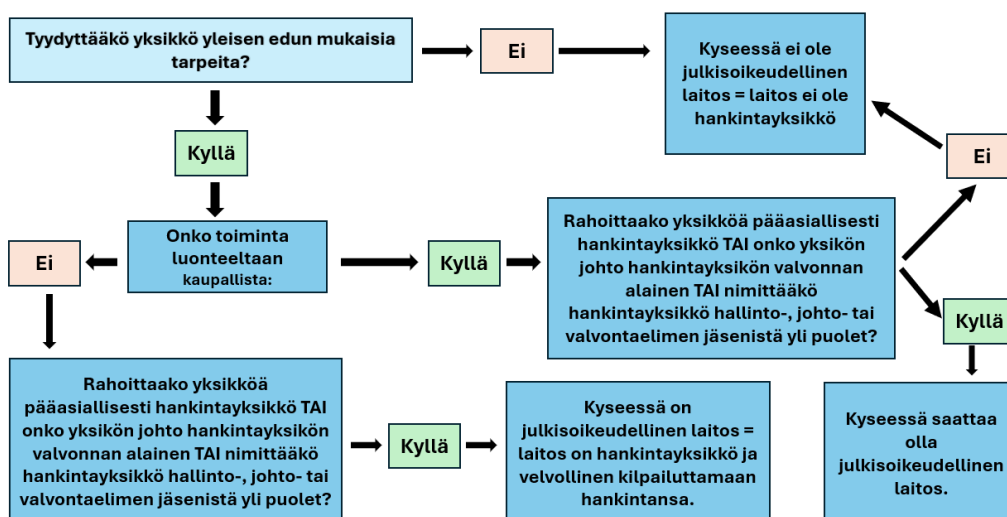 Tyydyttääkö yksikkö yleisen edun mukaisia
tarpeita?
Ei
Kyseessä ei ole
julkisoikeudellinen
laitos = laitos ei ole
hankintayksikkö
Kyllä
Ei
Onko toiminta
luonteeltaan
kaupallista:
Ei
Kyllä
Rahoittaako yksikköä pääasiallisesti
hankintayksikkö TAI onko yksikön
johto hankintayksikön valvonnan
alainen TAI nimittääkö
hankintayksikkö hallinto-, johto- tai
valvontaelimen jäsenistä yli puolet?
Kyllä
Rahoittaako yksikköä
pääasiallisesti hankintayksikkö TAI
onko yksikön johto hankintayksikön
valvonnan alainen TAI nimittääkö
hankintayksikkö hallinto-, johto- tai
valvontaelimen jäsenistä yli puolet?
Kyllä
Kyseessä on
julkisoikeudellinen laitos =
laitos on hankintayksikkö ja
velvollinen kilpailuttamaan
hankintansa.
Kyseessä saattaa
olla
julkisoikeudellinen
laitos.